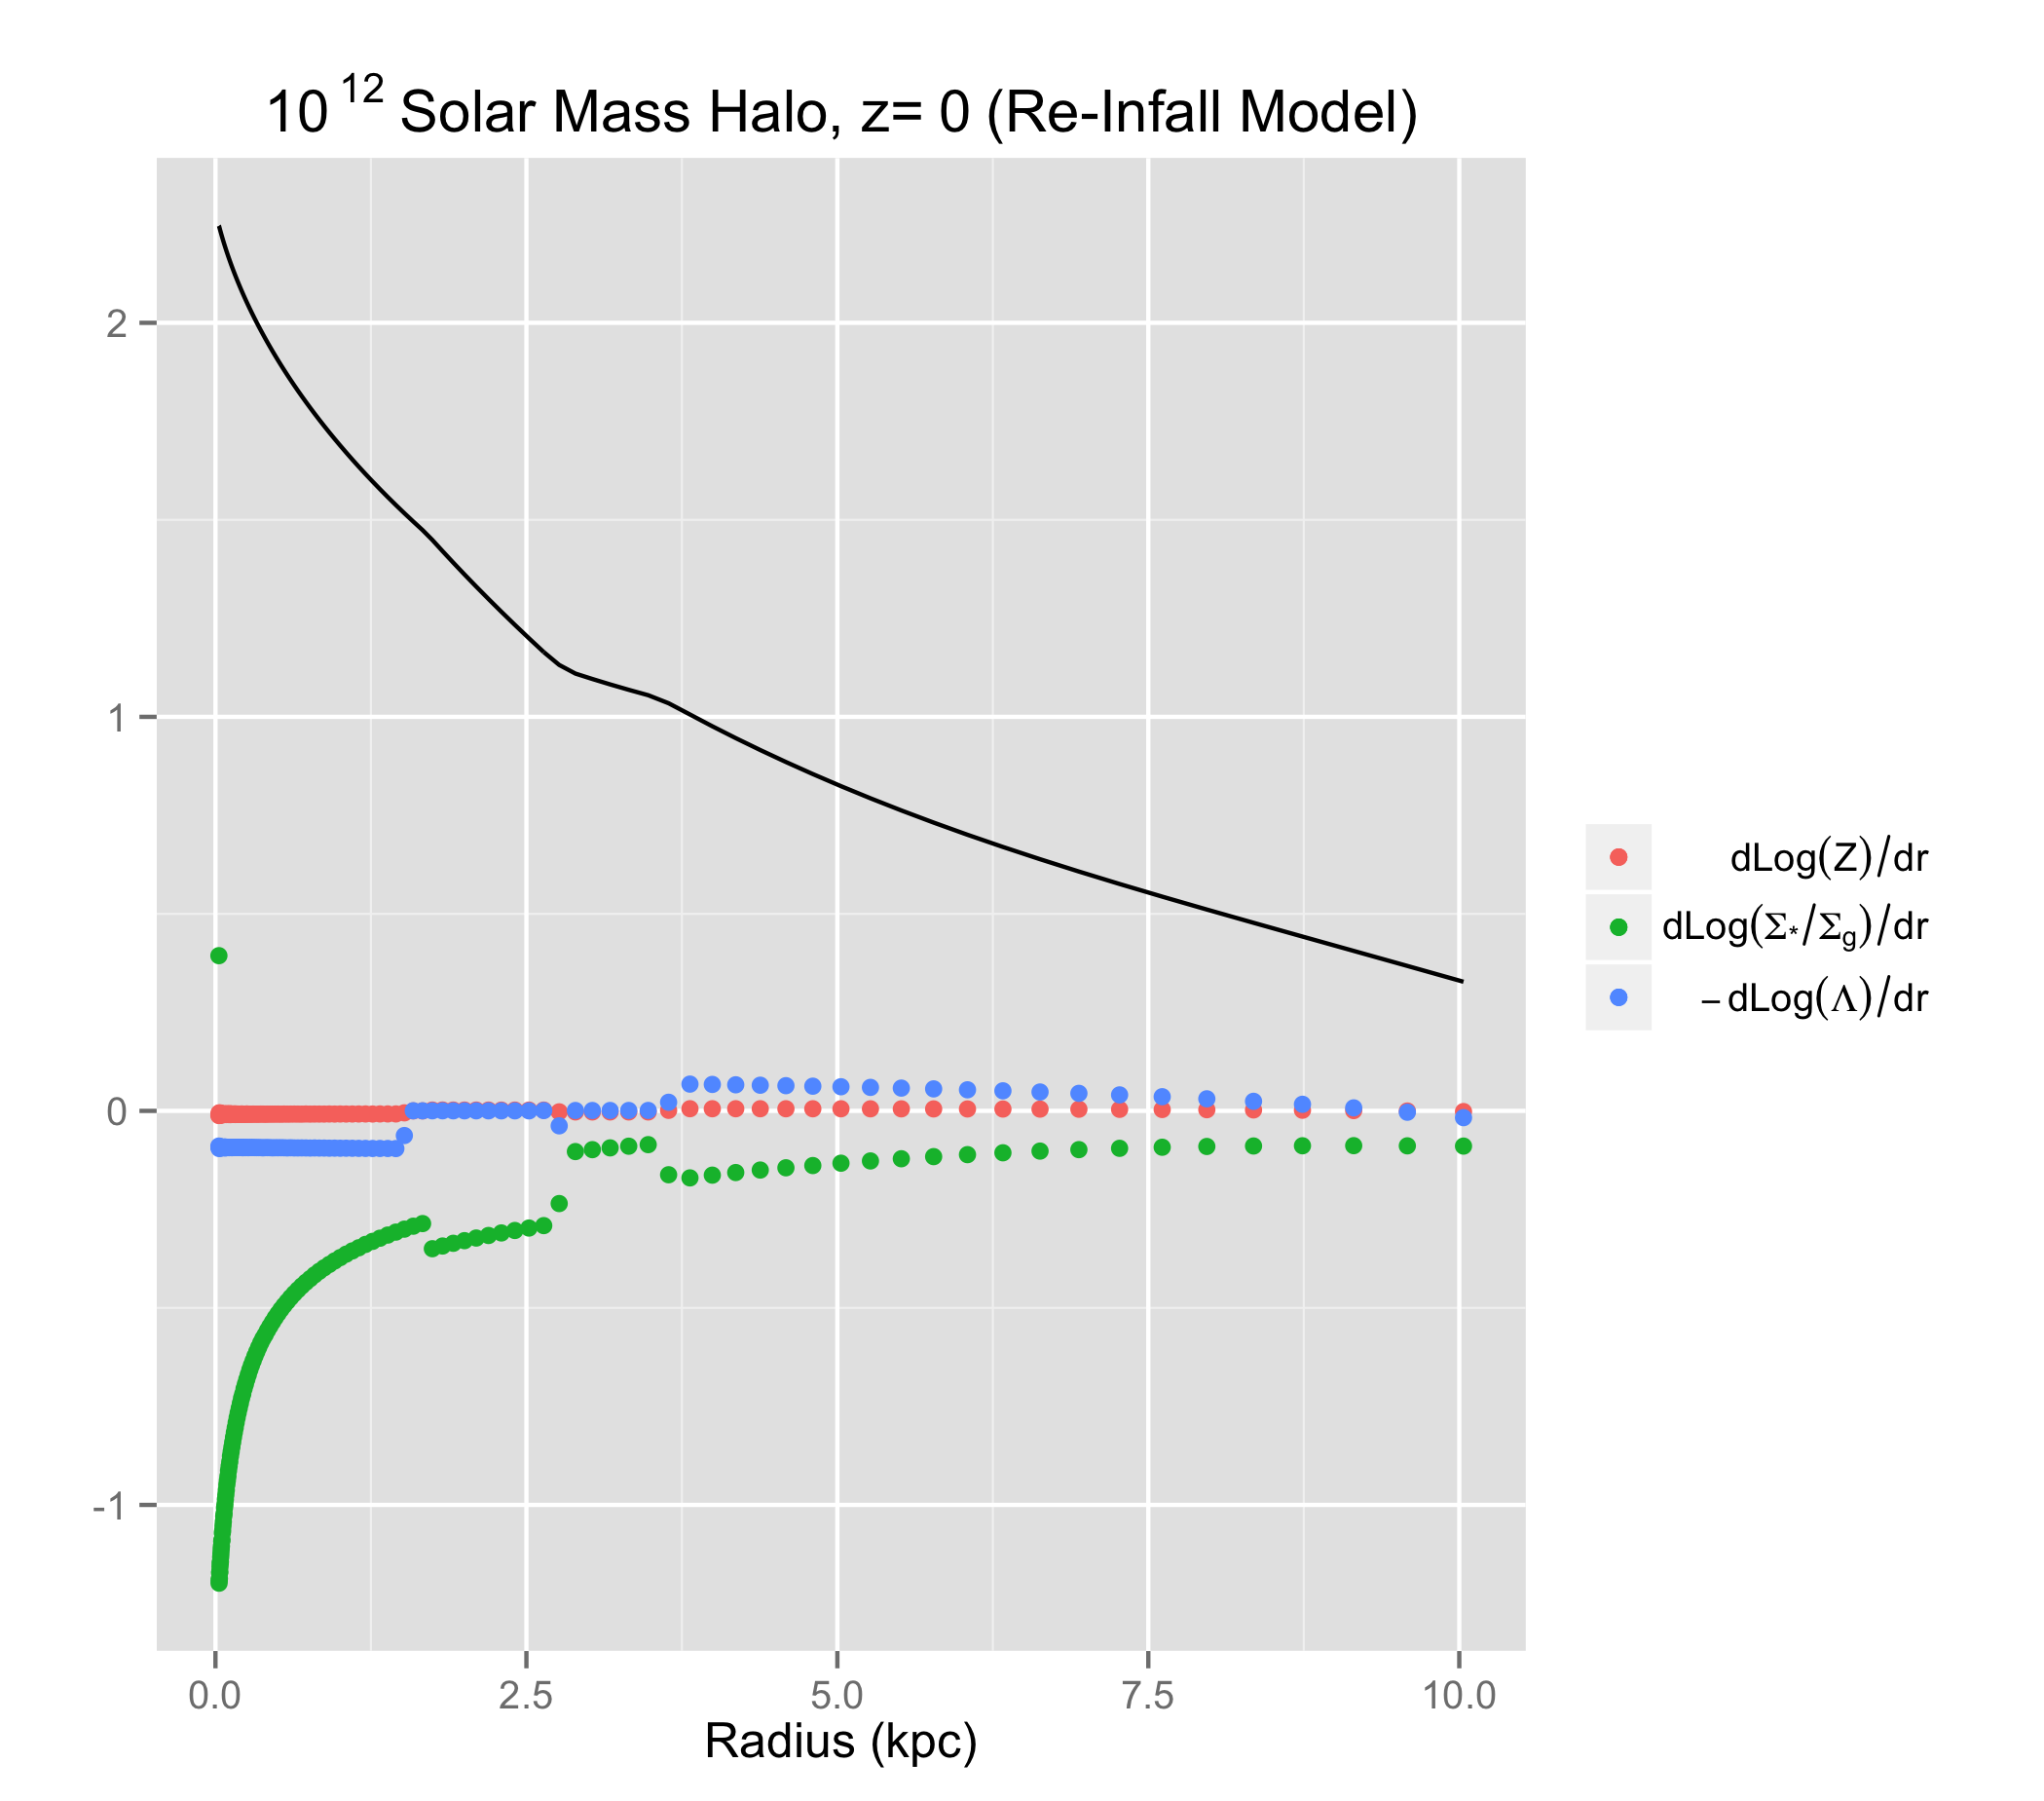 10^12 Solar Mass Halo, z= 0 (Re-Infall Model)
2
1
0
-1
0.0 2.5 5.0 7.5 10.0
Radius (kpc)
dLog(Z)/dr
dLog(Σ*/Σg)/dr
− dLog(Λ)/dr